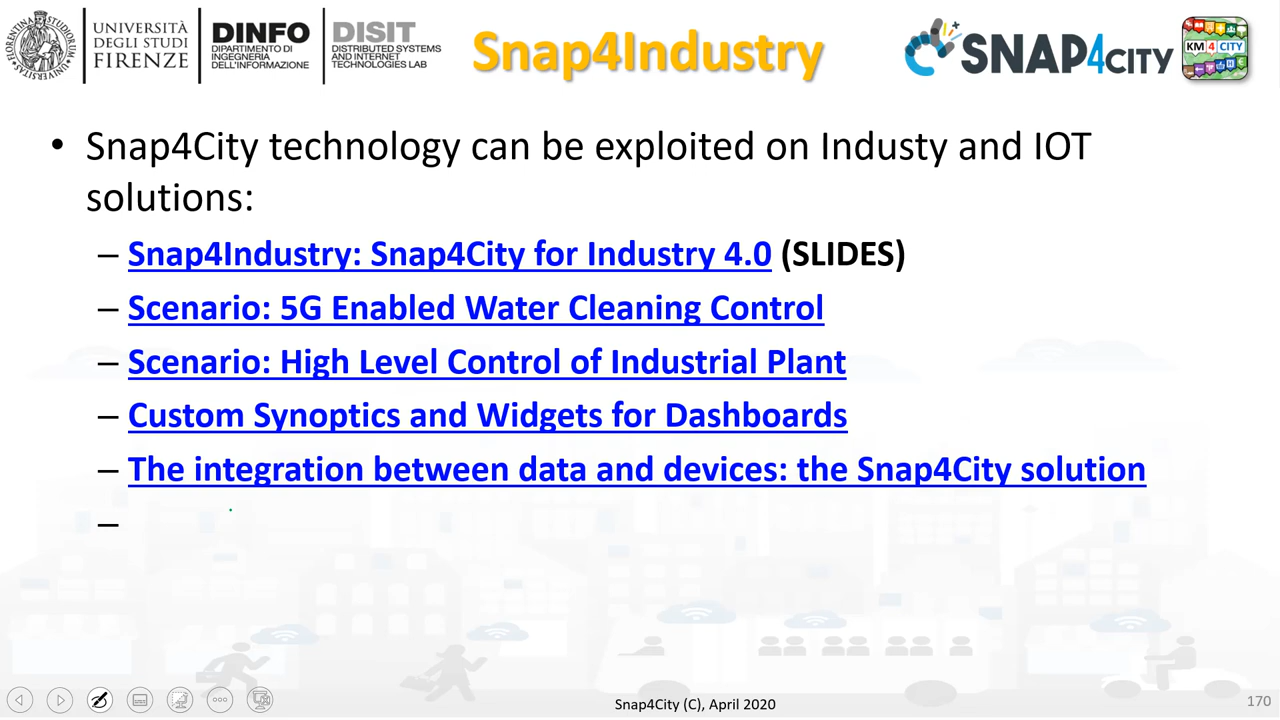 UNIVERSITÀ
DEGLI STUDI
FIRENZE
DINFO
DIPARTIMENTO DI
INGEGNERIA
DELL'INFORMAZIONE
DISIT
DISTRIBUTED SYSTEMS
AND INTERNET
TECHNOLOGIES LAB
Snap4Industry
SNAP4CITY
KM 4 CITY
• Snap4City technology can be exploited on Industy and IOT
solutions:
– Snap4Industry: Snap4City for Industry 4.0 (SLIDES)
– Scenario: 5G Enabled Water Cleaning Control
– Scenario: High Level Control of Industrial Plant
– Custom Synoptics and Widgets for Dashboards
– The integration between data and devices: the Snap4City solution
–
Snap4City (C), April 2020
170